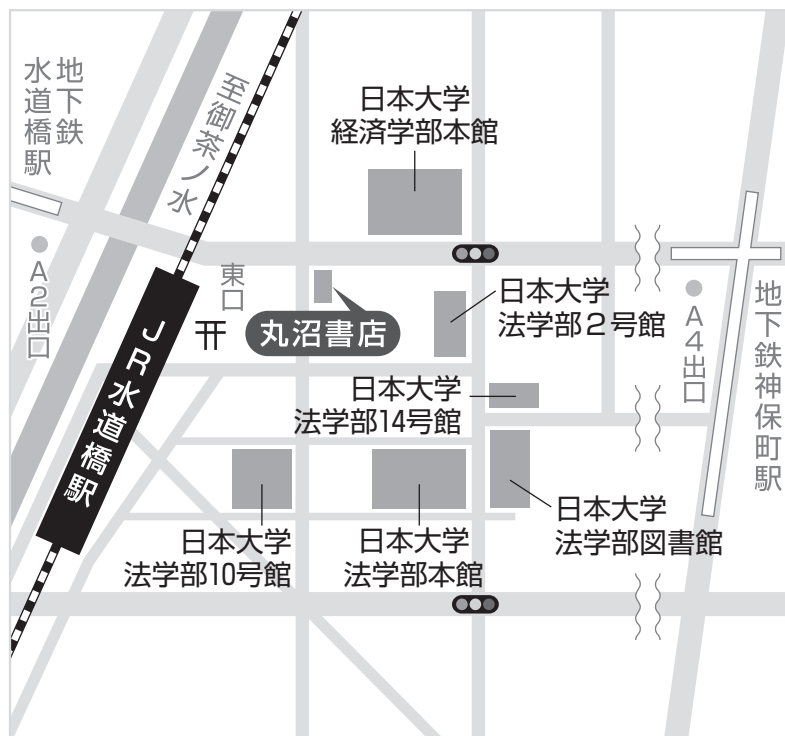 地下鉄
水道橋駅
至御茶ノ水
日本大学
経済学部本館
A2出口
東口
丸沼書店
JR水道橋駅
日本大学
法学部2号館
A4出口
地下鉄神保町駅
日本大学
法学部14号館
日本大学
法学部10号館
日本大学
法学部本館
日本大学
法学部図書館